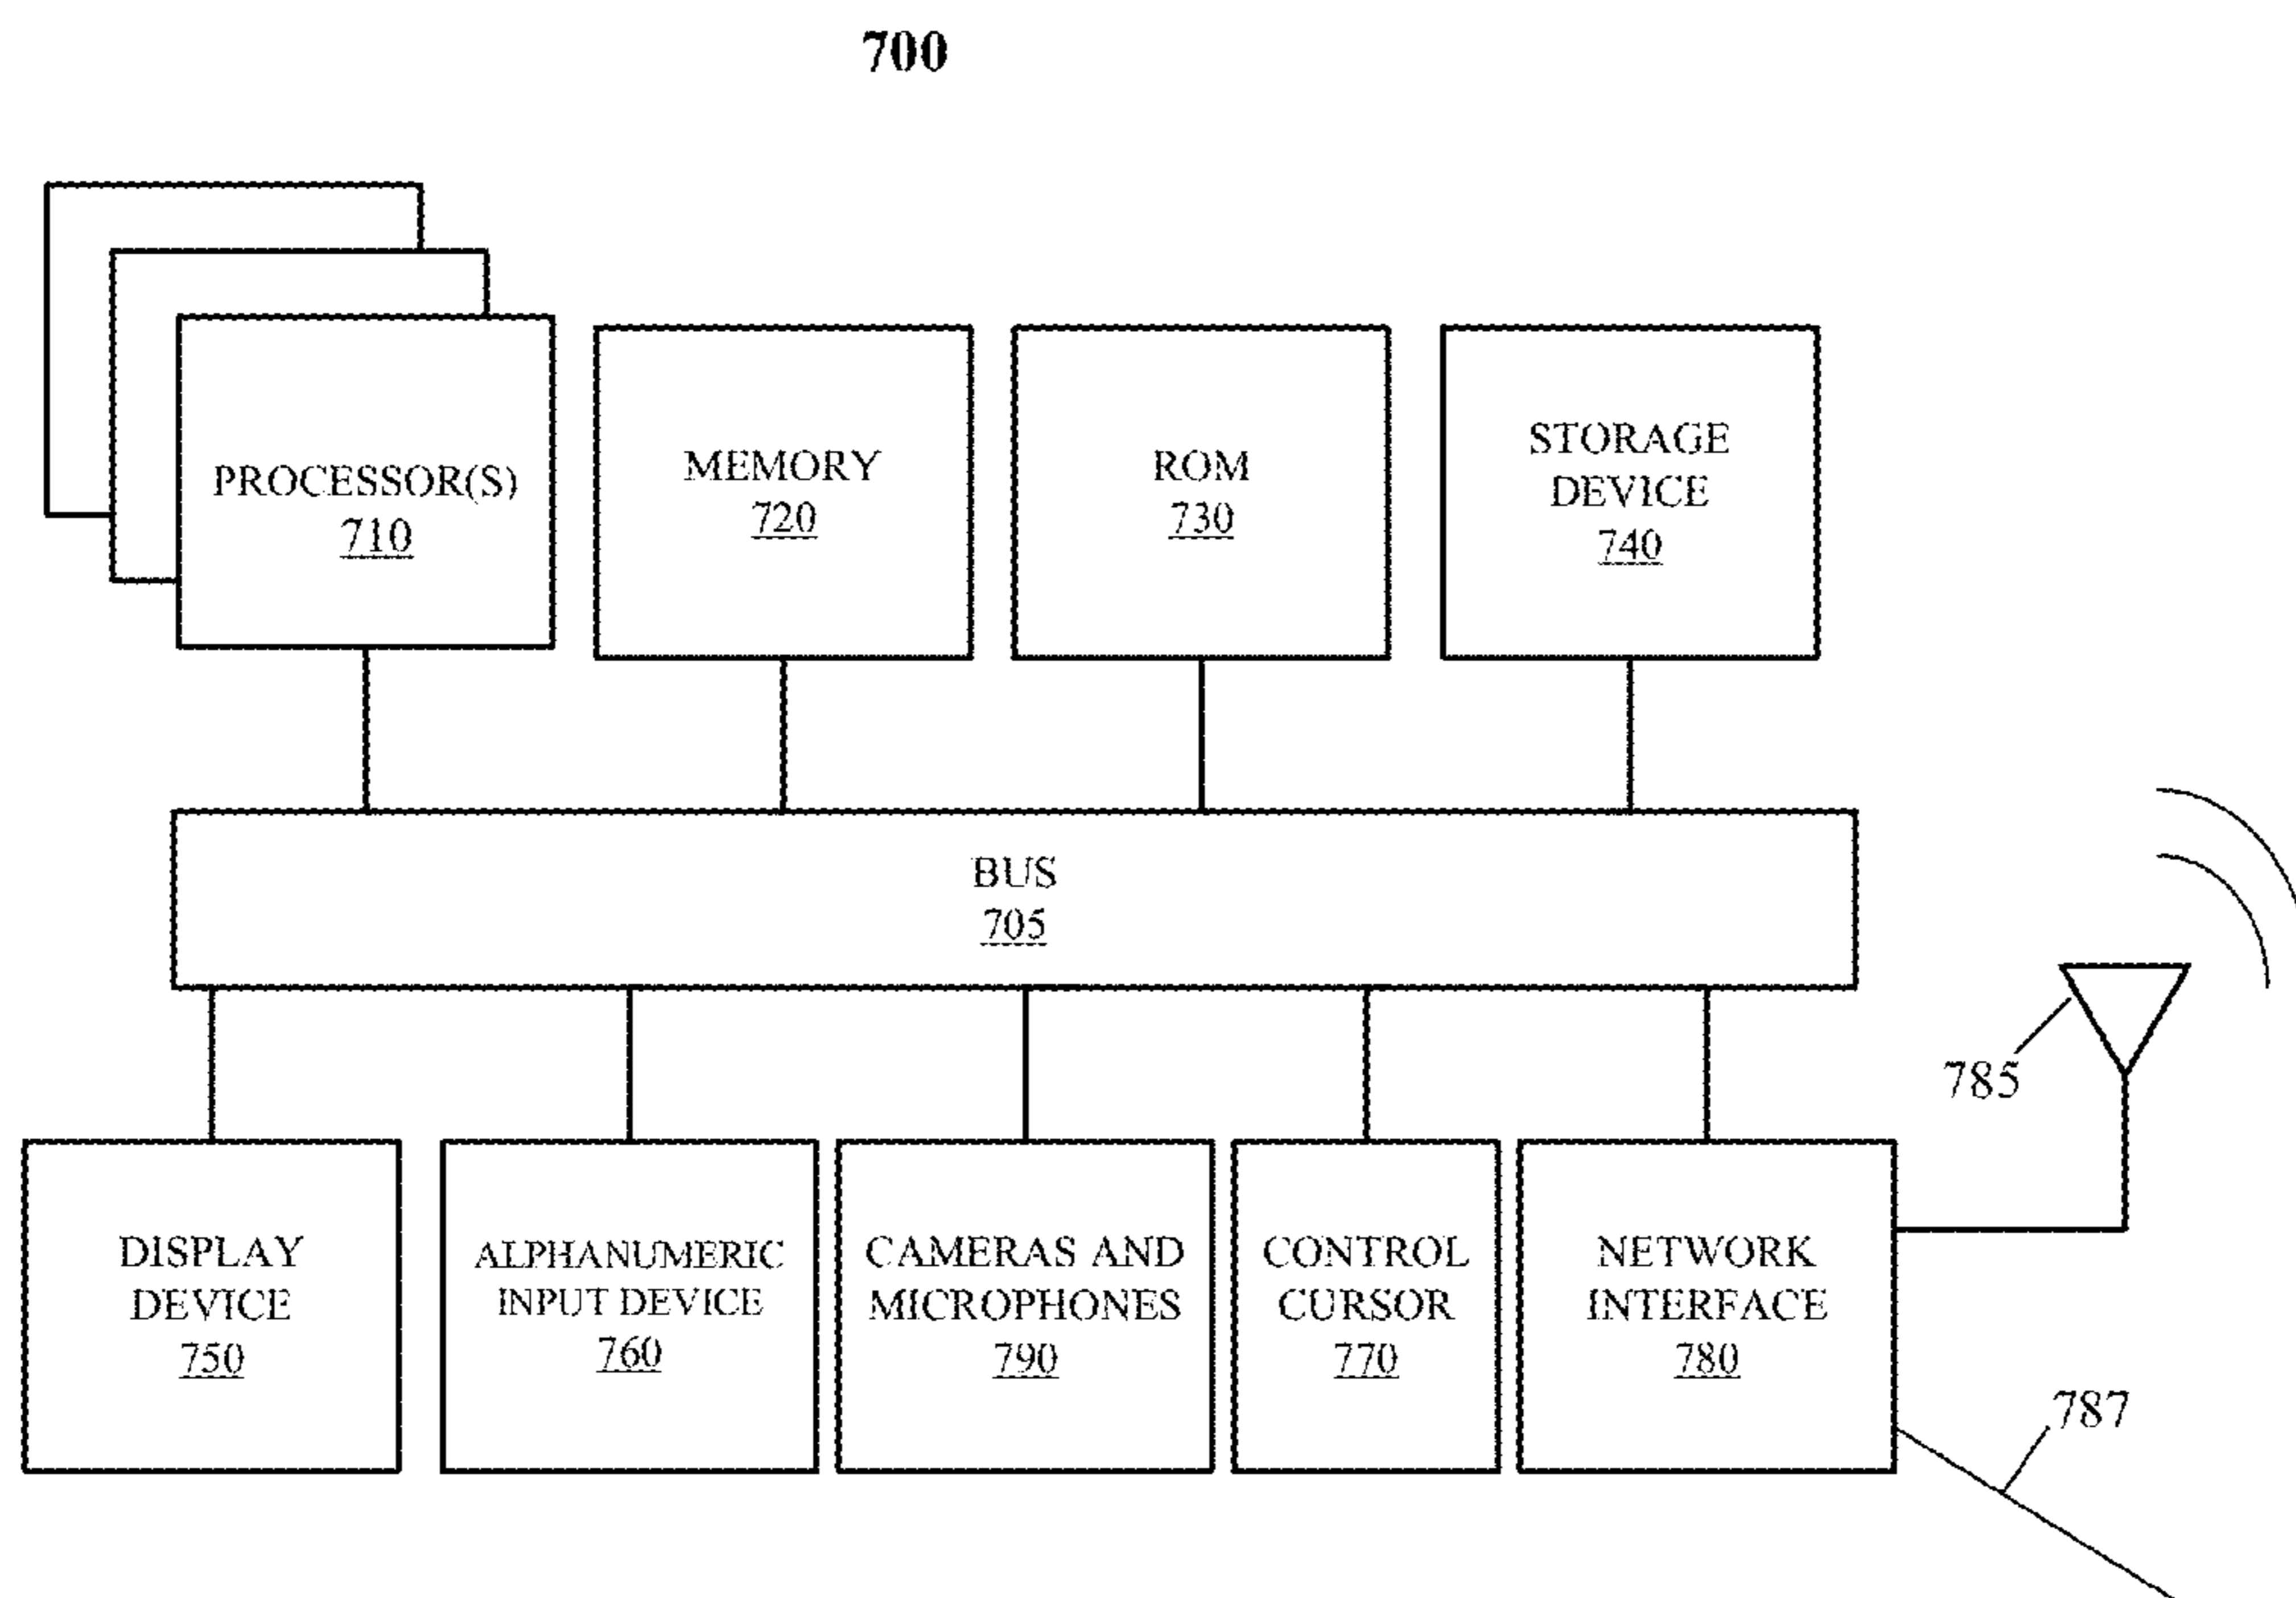 700
PROCESSOR(S)
710
MEMORY
720
ROM
730
STORAGE
DEVICE
740
BUS
705
785
DISPLAY
DEVICE
750
ALPHANUMERIC
INPUT DEVICE
760
CAMERAS AND
MICROPHONES
790
CONTROL
CURSOR
770
NETWORK
INTERFACE
780
787